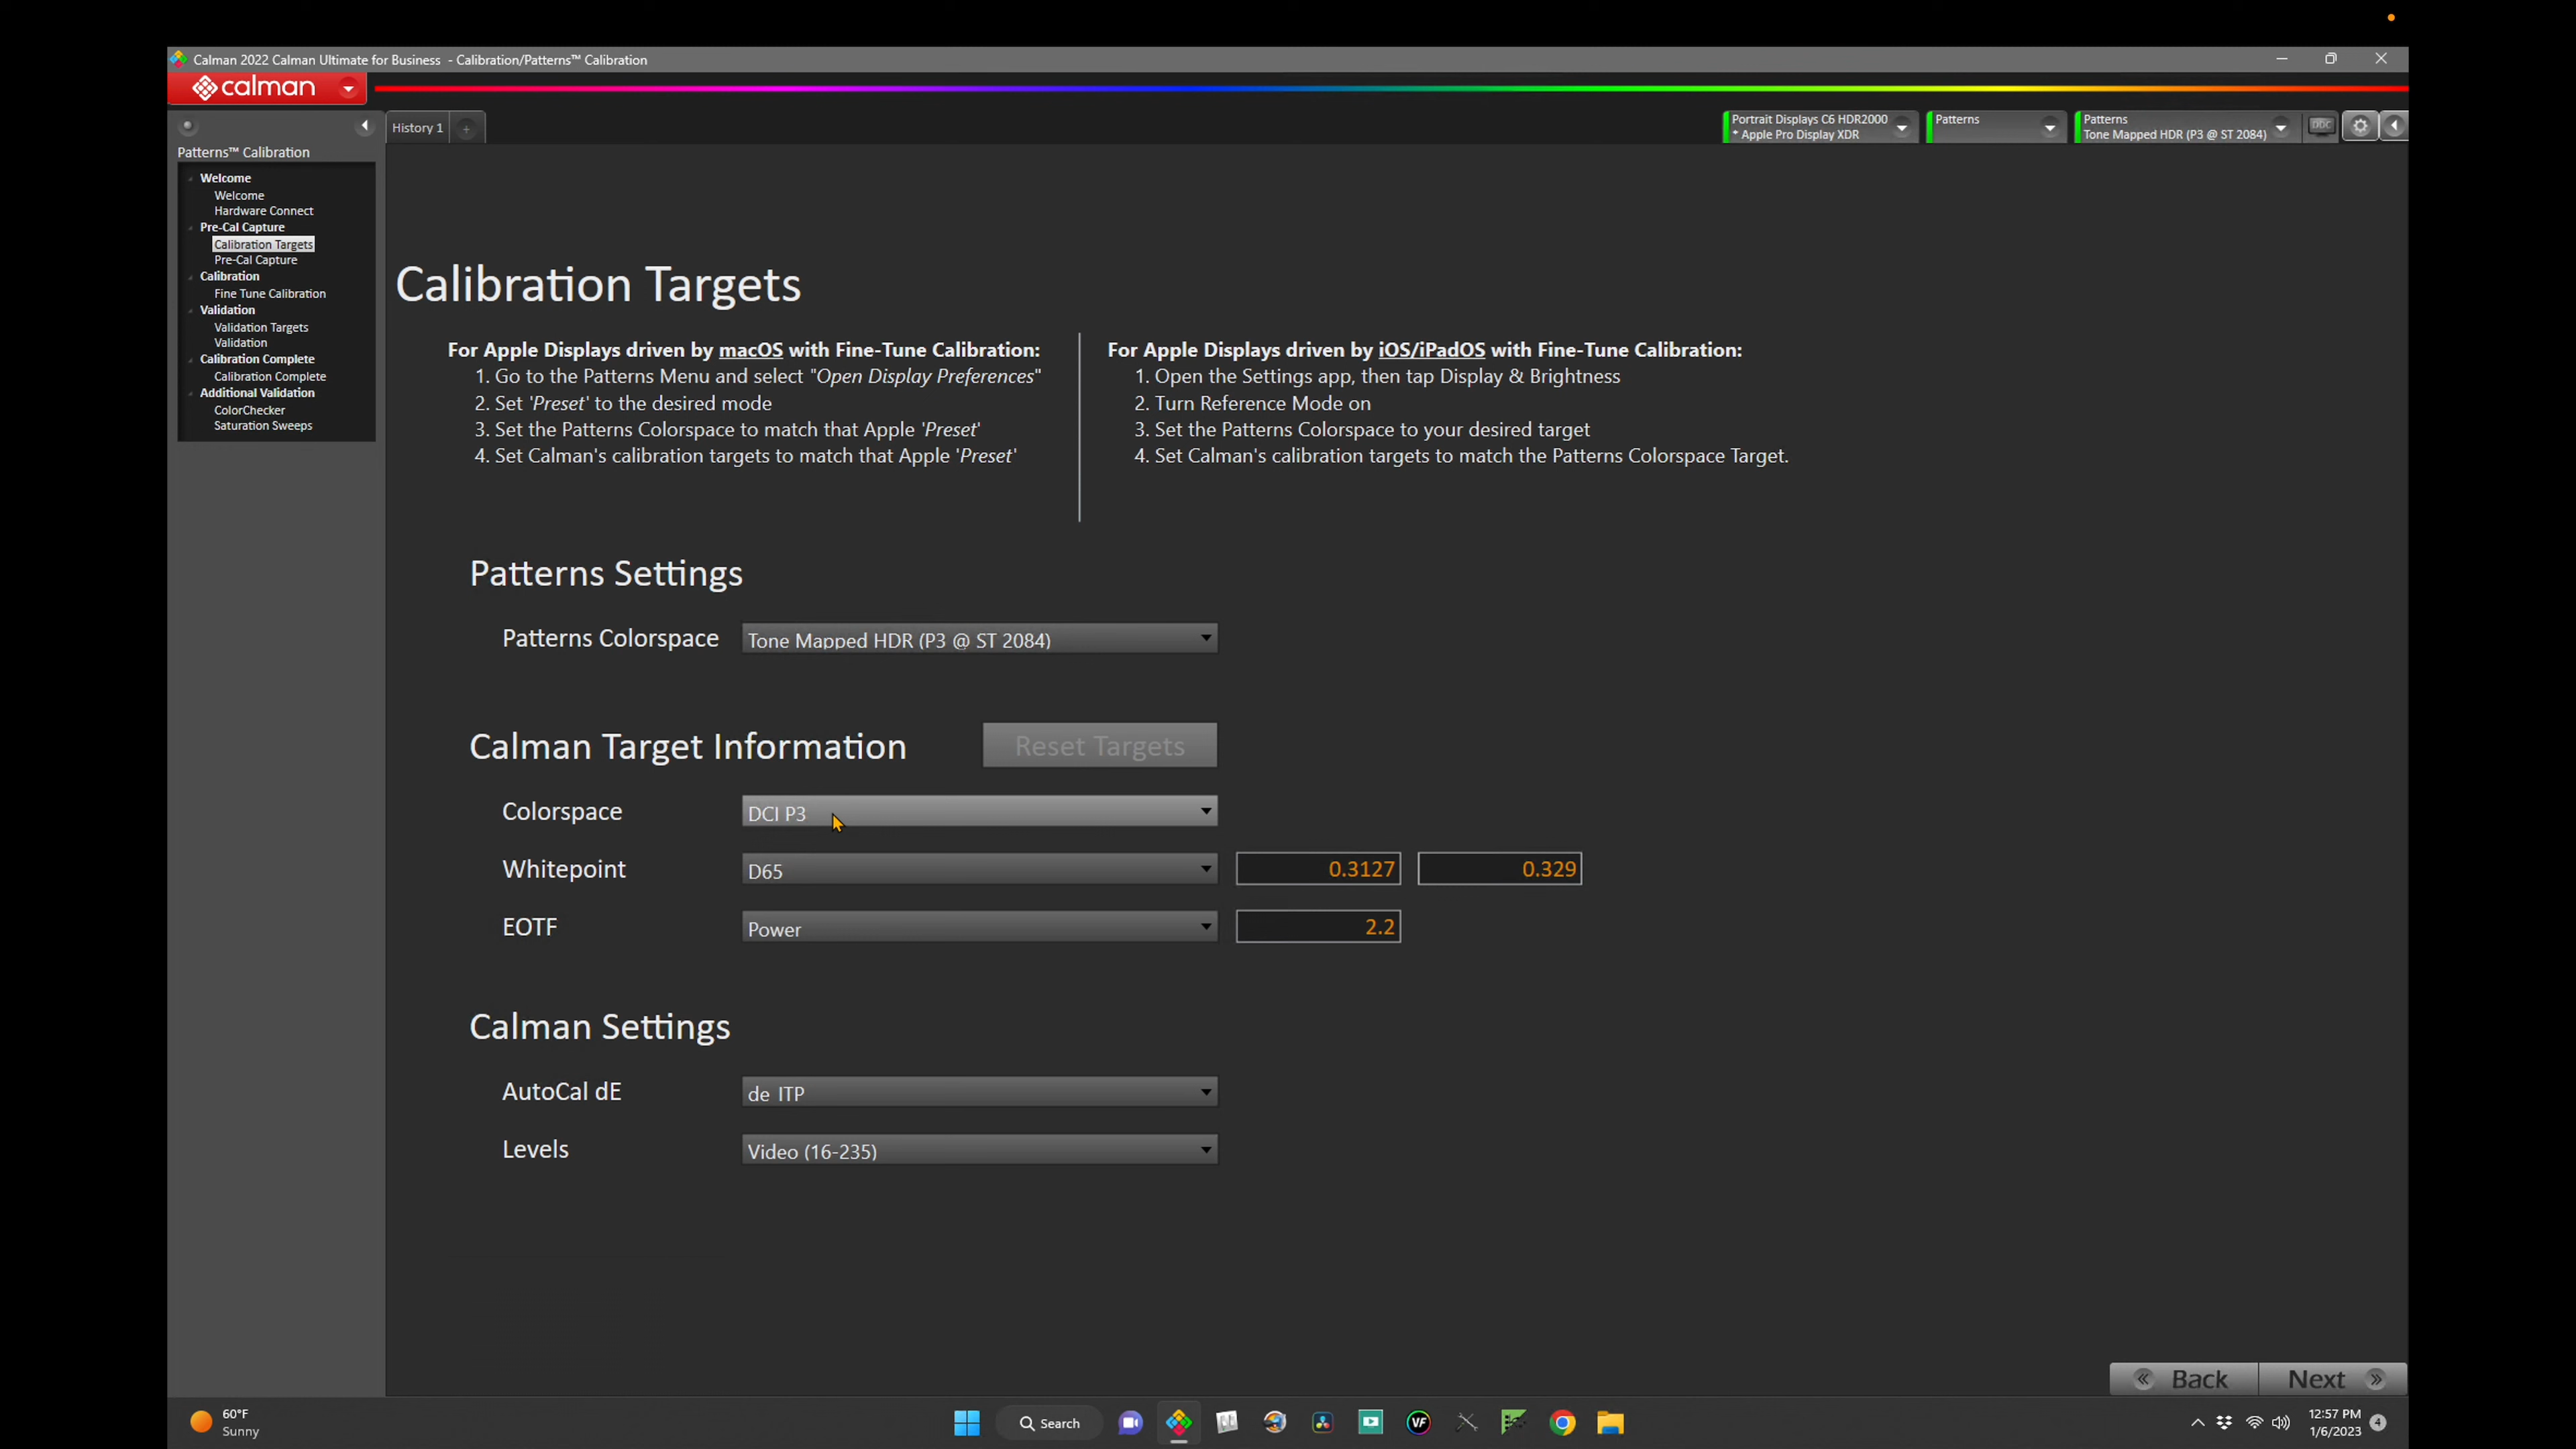 Calman 2022 Calman Ultimate for Business - Calibration/Patterns™ Calibration
calman
History 1
+
Portrait Displays C6 HDR2000
* Apple Pro Display XDR
Patterns
Patterns
Tone Mapped HDR (P3 @ ST 2084)
DDC
Patterns™ Calibration
Welcome
Welcome
Hardware Connect
Pre-Cal Capture
Calibration Targets
Pre-Cal Capture
Calibration
Fine Tune Calibration
Validation
Validation Targets
Validation
Calibration Complete
Calibration Complete
Additional Validation
ColorChecker
Saturation Sweeps
Calibration Targets
For Apple Displays driven by macOS with Fine-Tune Calibration:
1. Go to the Patterns Menu and select "Open Display Preferences"
2. Set 'Preset' to the desired mode
3. Set the Patterns Colorspace to match that Apple 'Preset'
4. Set Calman's calibration targets to match that Apple 'Preset'
For Apple Displays driven by iOS/iPadOS with Fine-Tune Calibration:
1. Open the Settings app, then tap Display & Brightness
2. Turn Reference Mode on
3. Set the Patterns Colorspace to your desired target
4. Set Calman's calibration targets to match the Patterns Colorspace Target.
Patterns Settings
Patterns Colorspace Tone Mapped HDR (P3 @ ST 2084)
Calman Target Information Reset Targets
Colorspace DCI P3
Whitepoint D65 0.3127 0.329
EOTF Power 2.2
Calman Settings
AutoCal dE de ITP
Levels Video (16-235)
Back Next
60°F
Sunny
Search
VF
12:57 PM
1/6/2023
4